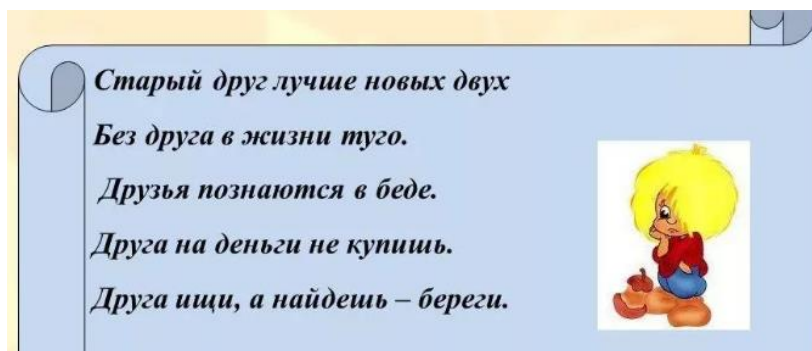 Старый друг лучше новых двух
Без друга в жизни туго.
Друзья познаются в беде.
Друга на деньги не купишь.
Друга ищи, а найдешь – береги.